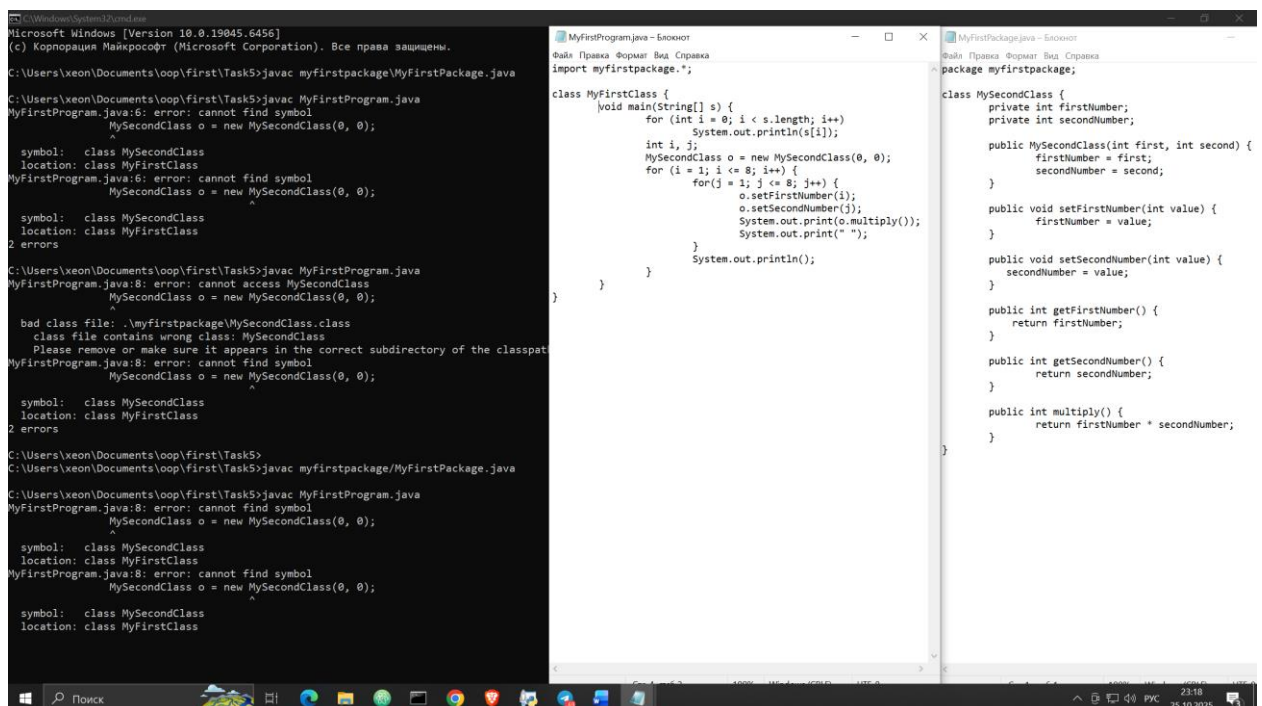 C:\Windows\System32\cmd.exe
Microsoft Windows [Version 10.0.19045.6456]
(c) Корпорация Майкрософт (Microsoft Corporation). Все права защищены.
C:\Users\xeon\Documents\oop\first\Task5>javac myfirstpackage\MyFirstPackage.java
C:\Users\xeon\Documents\oop\first\Task5>javac MyFirstProgram.java
MyFirstProgram.java:6: error: cannot find symbol
MySecondClass o = new MySecondClass(0, 0);
^
symbol:   class MySecondClass
location: class MyFirstClass
MyFirstProgram.java:6: error: cannot find symbol
MySecondClass o = new MySecondClass(0, 0);
^
symbol:   class MySecondClass
location: class MyFirstClass
2 errors
C:\Users\xeon\Documents\oop\first\Task5>javac MyFirstProgram.java
MyFirstProgram.java:8: error: cannot access MySecondClass
MySecondClass o = new MySecondClass(0, 0);
^
bad class file: .\myfirstpackage\MySecondClass.class
class file contains wrong class: MySecondClass
Please remove or make sure it appears in the correct subdirectory of the classpat
MyFirstProgram.java:8: error: cannot find symbol
MySecondClass o = new MySecondClass(0, 0);
^
symbol:   class MySecondClass
location: class MyFirstClass
2 errors
C:\Users\xeon\Documents\oop\first\Task5>
C:\Users\xeon\Documents\oop\first\Task5>javac myfirstpackage/MyFirstPackage.java
C:\Users\xeon\Documents\oop\first\Task5>javac MyFirstProgram.java
MyFirstProgram.java:8: error: cannot find symbol
MySecondClass o = new MySecondClass(0, 0);
^
symbol:   class MySecondClass
location: class MyFirstClass
MyFirstProgram.java:8: error: cannot find symbol
MySecondClass o = new MySecondClass(0, 0);
^
symbol:   class MySecondClass
location: class MyFirstClass
MyFirstProgram.java – Блокнот
Файл Правка Формат Вид Справка
import myfirstpackage.*;
class MyFirstClass {
void main(String[] s) {
for (int i = 0; i < s.length; i++)
System.out.println(s[i]);
int i, j;
MySecondClass o = new MySecondClass(0, 0);
for (i = 1; i <= 8; i++) {
for(j = 1; j <= 8; j++) {
o.setFirstNumber(i);
o.setSecondNumber(j);
System.out.print(o.multiply());
System.out.print(" ");
}
System.out.println();
}
}
}
MyFirstPackage.java – Блокнот
Файл Правка Формат Вид Справка
package myfirstpackage;
class MySecondClass {
private int firstNumber;
private int secondNumber;
public MySecondClass(int first, int second) {
firstNumber = first;
secondNumber = second;
}
public void setFirstNumber(int value) {
firstNumber = value;
}
public void setSecondNumber(int value) {
secondNumber = value;
}
public int getFirstNumber() {
return firstNumber;
}
public int getSecondNumber() {
return secondNumber;
}
public int multiply() {
return firstNumber * secondNumber;
}
}
Поиск
РУС
23:18
25.10.2025